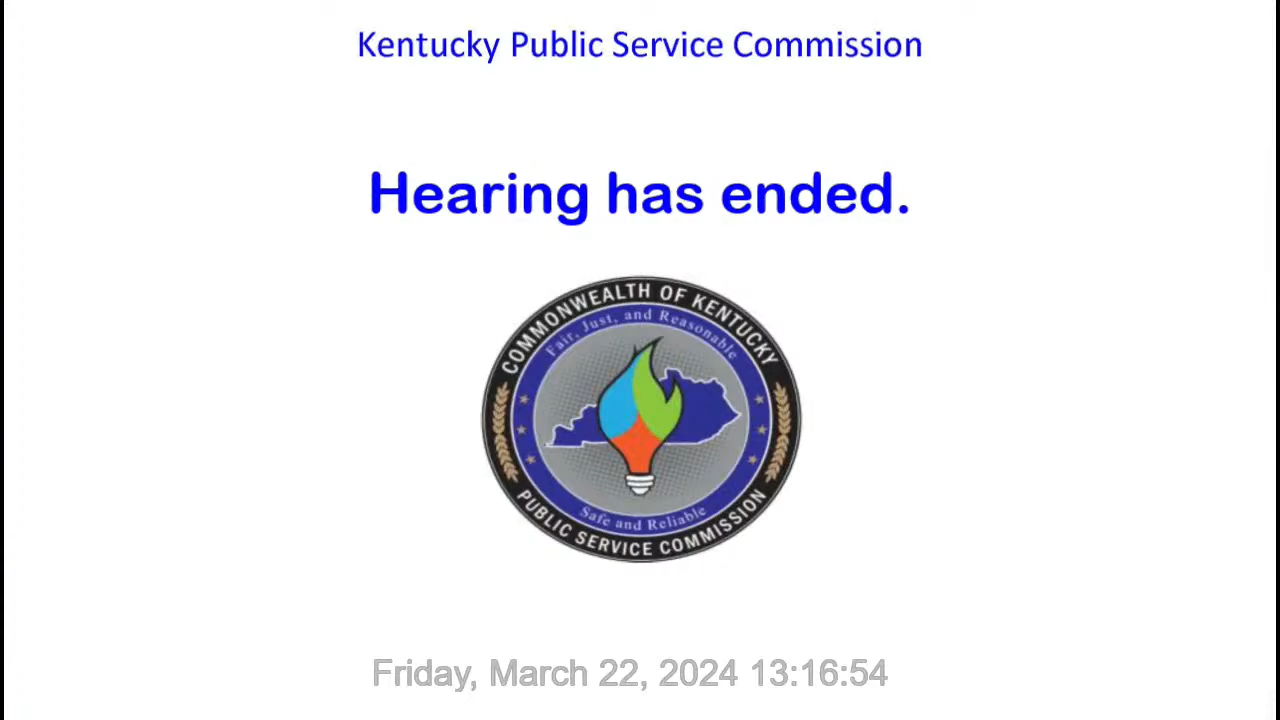 Kentucky Public Service Commission
Hearing has ended.
COMMONWEALTH OF KENTUCKY
Fair, Just, and Reasonable
Safe and Reliable
PUBLIC SERVICE COMMISSION
Friday, March 22, 2024 13:16:54